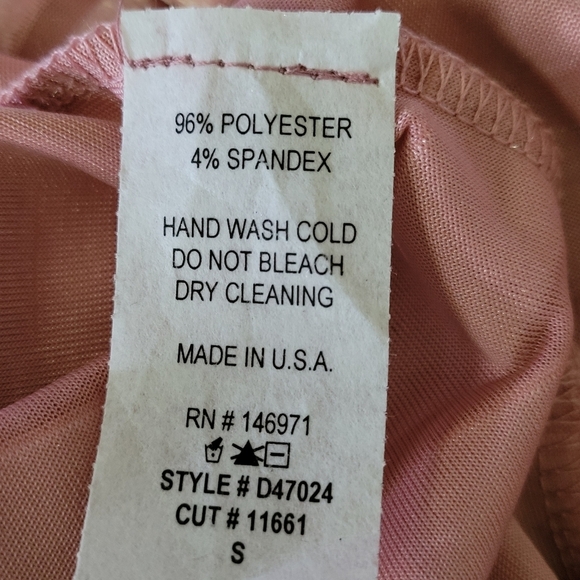 96% POLYESTER
4% SPANDEX
HAND WASH COLD
DO NOT BLEACH
DRY CLEANING
MADE IN U.S.A.
RN # 146971
STYLE # D47024
CUT # 11661
S